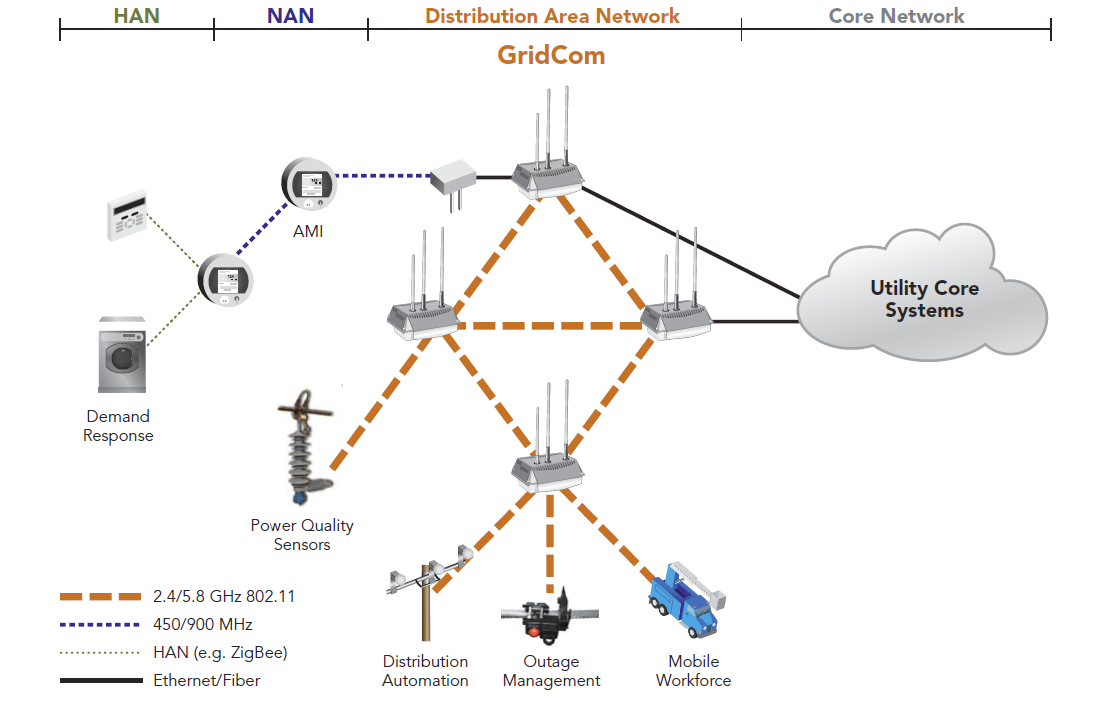 HAN
NAN
Distribution Area Network
Core Network
GridCom
AMI
Utility Core
Systems
Demand
Response
Power Quality
Sensors
2.4/5.8 GHz 802.11
450/900 MHz
HAN (e.g. ZigBee)
Ethernet/Fiber
Distribution
Automation
Outage
Management
Mobile
Workforce